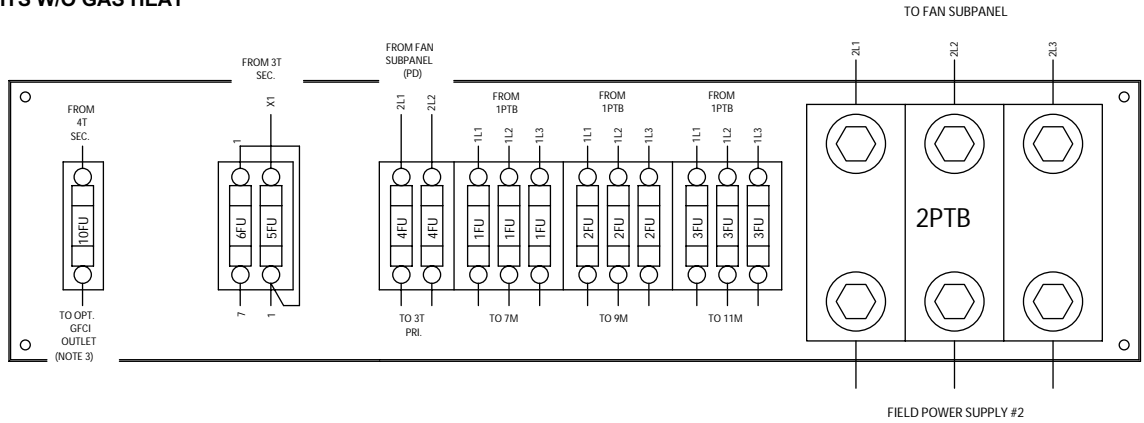 TO FAN SUBPANEL
2L1
2L2
2L3
FROM FAN
SUBPANEL
(PD)
FROM 3T
SEC.
X1
2L1
2L2
FROM
1PTB
FROM
1PTB
FROM
1PTB
FROM
4T
SEC.
1
1L1
1L2
1L3
1L1
1L2
1L3
1L1
1L2
1L3
10FU
6FU
5FU
4FU
4FU
1FU
1FU
1FU
2FU
2FU
2FU
3FU
3FU
3FU
2PTB
7
1
TO OPT.
GFCI
OUTLET
(NOTE 3)
TO 3T
PRI.
TO 7M
TO 9M
TO 11M
FIELD POWER SUPPLY #2